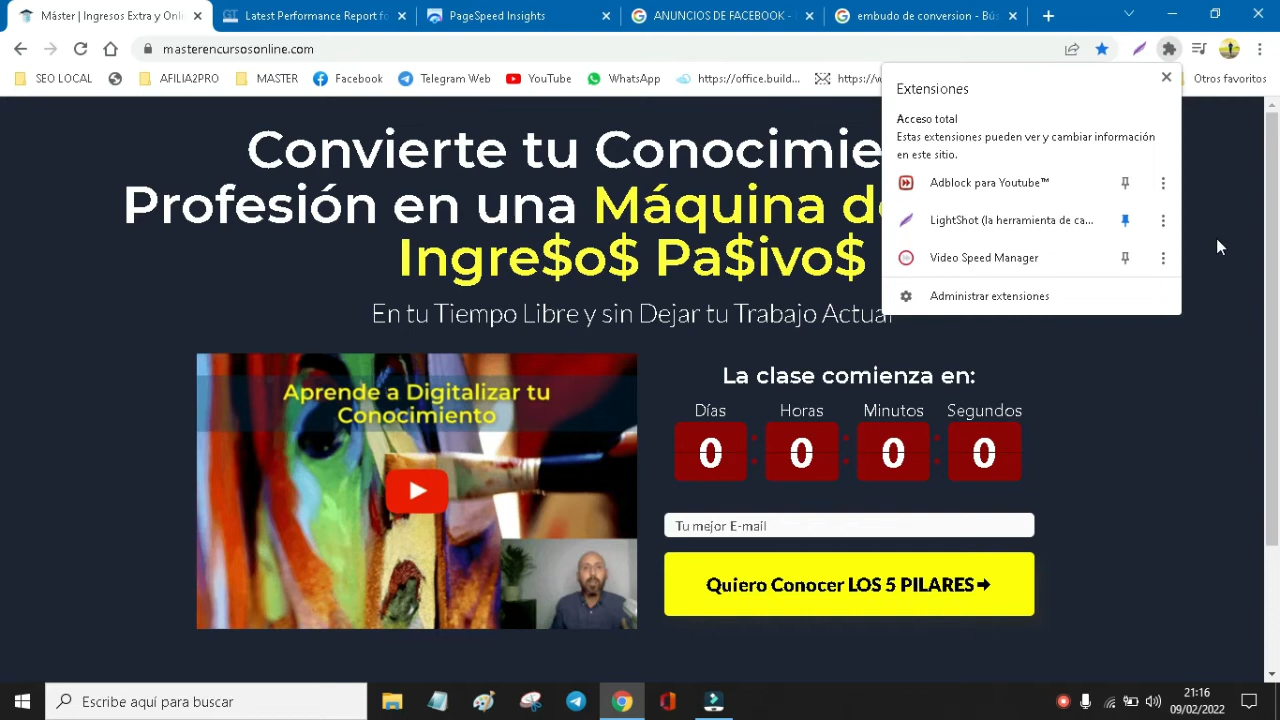 Máster | Ingresos Extra y Onli
Latest Performance Report fo
PageSpeed Insights
ANUNCIOS DE FACEBOOK -
embudo de conversion - Bús
masterencursosonline.com
SEO LOCAL
AFILIA2PRO
MASTER
Facebook
Telegram Web
YouTube
WhatsApp
https://office.build...
https://w
Otros favoritos
Extensiones
Acceso total
Estas extensiones pueden ver y cambiar información
en este sitio.
Adblock para Youtube™
LightShot (la herramienta de ca...
Video Speed Manager
Administrar extensiones
Convierte tu Conocimie
Profesión en una Máquina de
Ingre$o$ Pa$ivo$
En tu Tiempo Libre y sin Dejar tu Trabajo Actual
Aprende a Digitalizar tu
Conocimiento
La clase comienza en:
Días Horas Minutos Segundos
0 : 0 : 0 : 0
Tu mejor E-mail
Quiero Conocer LOS 5 PILARES
Escribe aquí para buscar
21:16
09/02/2022